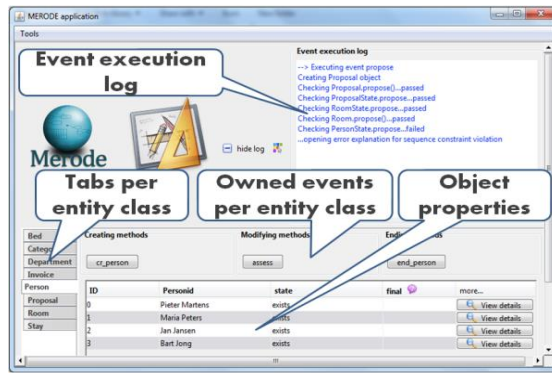 MERODE application
Tools
Event execution log
Event execution
log
--> Executing event propose
Creating Proposal object
Checking Proposal.propose()...passed
Checking ProposalState.propose...passed
Checking RoomState.propose...passed
Checking Room.propose()...passed
Checking PersonState.propose...failed
...opening error explanation for sequence constraint violation
Merode
hide log
Tabs per
entity class
Owned events
per entity class
Object
properties
Bed
Department
Invoice
Person
Proposal
Room
Stay
Creating methods
Modifying methods
cr_person
assess
end_person
ID Personid state final more...
0 Pieter Martens exists View details
1 Maria Peters exists View details
2 Jan Jansen exists View details
3 Bart Jong exists View details